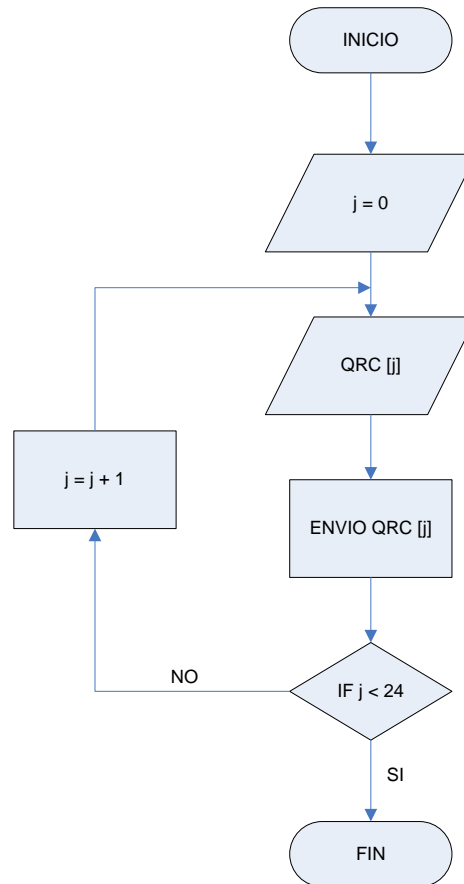 INICIO
j = 0
QRC [j]
j = j + 1
ENVIO QRC [j]
NO
IF j < 24
SI
FIN